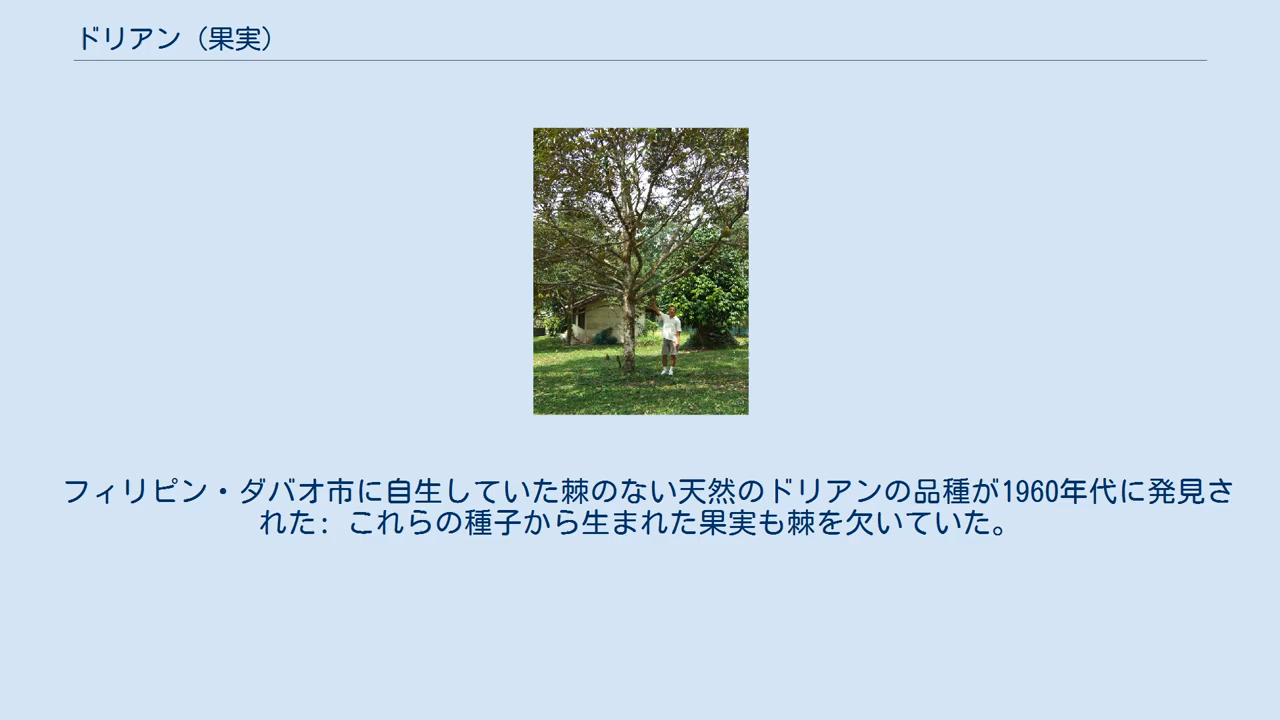 ドリアン（果実）
フィリピン・ダバオ市に自生していた棘のない天然のドリアンの品種が1960年代に発見さ
れた: これらの種子から生まれた果実も棘を欠いていた。